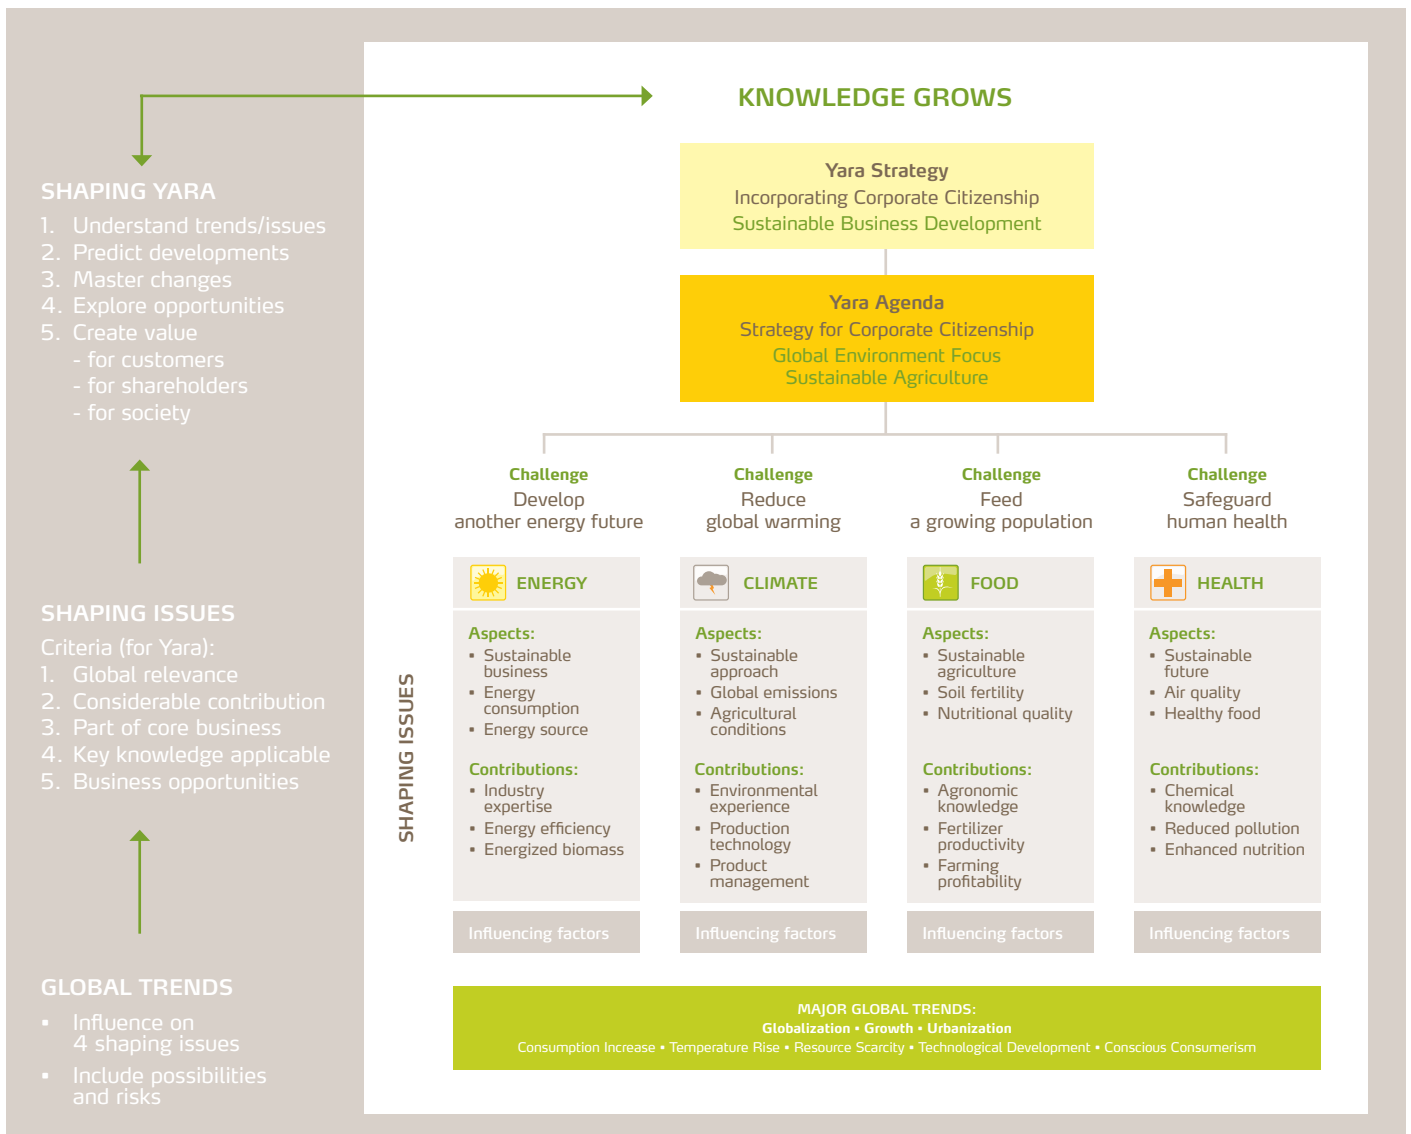 KNOWLEDGE GROWS
SHAPING YARA
1. Understand trends/issues
2. Predict developments
3. Master changes
4. Explore opportunities
5. Create value
- for customers
- for shareholders
- for society
SHAPING ISSUES
Criteria (for Yara):
1. Global relevance
2. Considerable contribution
3. Part of core business
4. Key knowledge applicable
5. Business opportunities
GLOBAL TRENDS
▪ Influence on
4 shaping issues
▪ Include possibilities
and risks
Yara Strategy
Incorporating Corporate Citizenship
Sustainable Business Development
Yara Agenda
Strategy for Corporate Citizenship
Global Environment Focus
Sustainable Agriculture
SHAPING ISSUES
Challenge
Develop
another energy future
ENERGY
Aspects:
▪ Sustainable
business
▪ Energy
consumption
▪ Energy source
Contributions:
▪ Industry
expertise
▪ Energy efficiency
▪ Energized biomass
Influencing factors
Challenge
Reduce
global warming
CLIMATE
Aspects:
▪ Sustainable
approach
▪ Global emissions
▪ Agricultural
conditions
Contributions:
▪ Environmental
experience
▪ Production
technology
▪ Product
management
Influencing factors
Challenge
Feed
a growing population
FOOD
Aspects:
▪ Sustainable
agriculture
▪ Soil fertility
▪ Nutritional quality
Contributions:
▪ Agronomic
knowledge
▪ Fertilizer
productivity
▪ Farming
profitability
Influencing factors
Challenge
Safeguard
human health
HEALTH
Aspects:
▪ Sustainable
future
▪ Air quality
▪ Healthy food
Contributions:
▪ Chemical
knowledge
▪ Reduced pollution
▪ Enhanced nutrition
Influencing factors
MAJOR GLOBAL TRENDS:
Globalization • Growth • Urbanization
Consumption Increase • Temperature Rise • Resource Scarcity • Technological Development • Conscious Consumerism